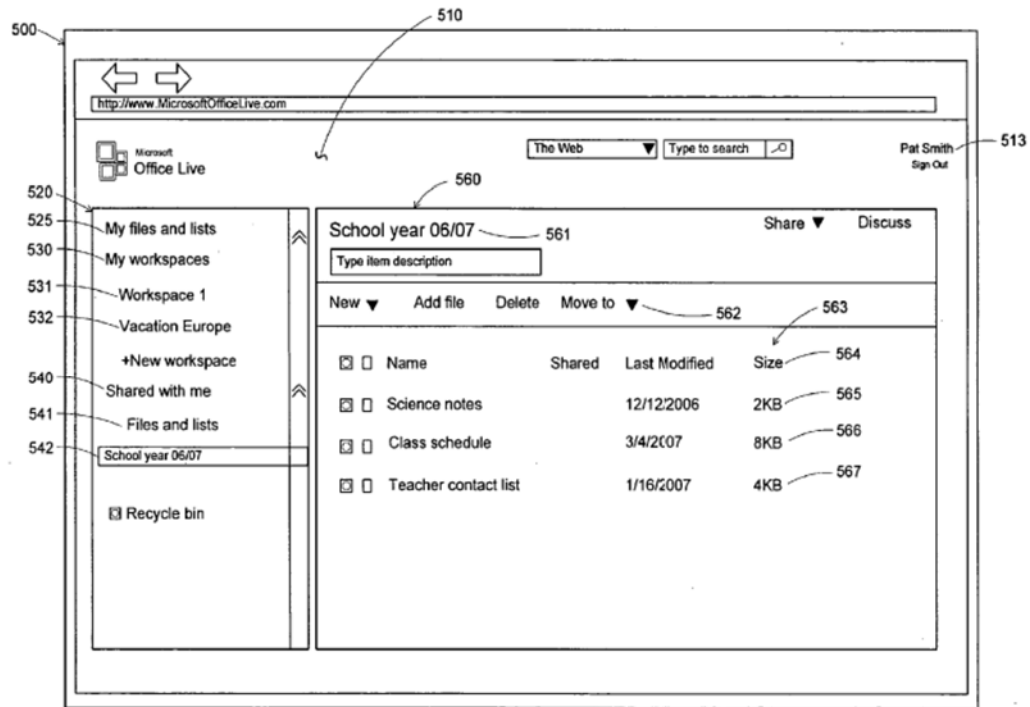 510
500
http://www.MicrosoftOfficeLive.com
Microsoft
Office Live
The Web
Type to search
Pat Smith
513
Sign Out
520
525
My files and lists
530
My workspaces
531
Workspace 1
532
Vacation Europe
+New workspace
540
Shared with me
541
Files and lists
542
School year 06/07
Recycle bin
560
School year 06/07
561
Share
Discuss
Type item description
New Add file Delete Move to
562
563
Name Shared Last Modified Size
564
Science notes 12/12/2006 2KB
565
Class schedule 3/4/2007 8KB
566
Teacher contact list 1/16/2007 4KB
567